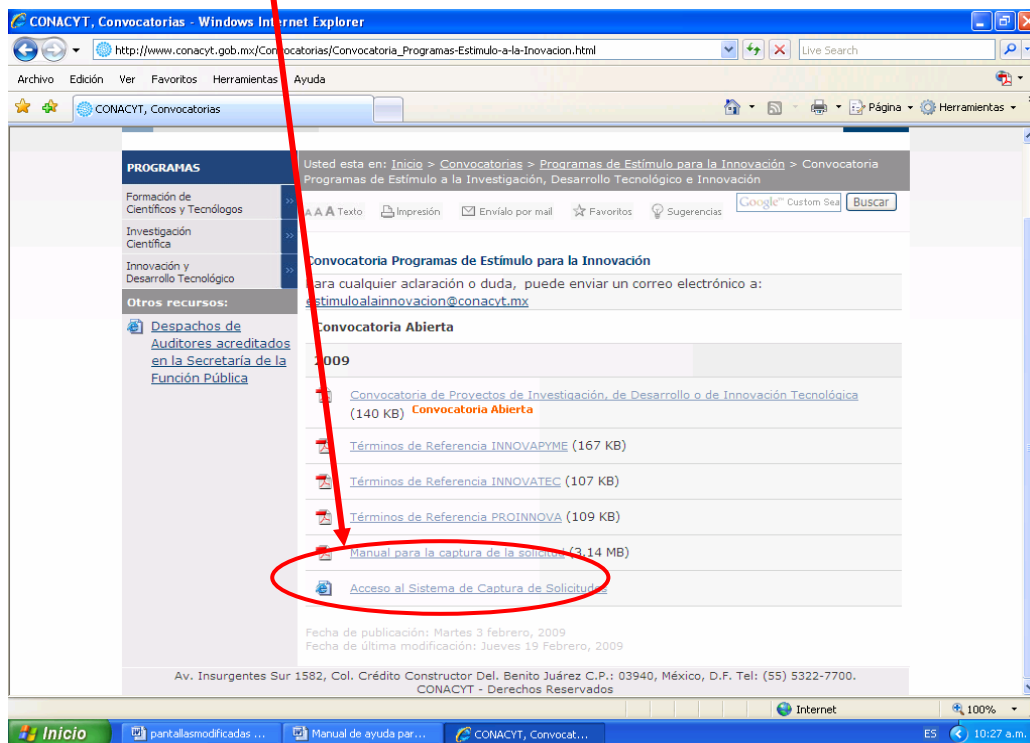 CONACYT, Convocatorias - Windows Internet Explorer
http://www.conacyt.gob.mx/Convocatorias/Convocatoria_Programas-Estimulo-a-la-Inovacion.html
Live Search
Archivo Edición Ver Favoritos Herramientas Ayuda
CONACYT, Convocatorias
Página Herramientas
PROGRAMAS
Formación de
Científicos y Tecnólogos
Investigación
Científica
Innovación y
Desarrollo Tecnológico
Otros recursos:
Despachos de
Auditores acreditados
en la Secretaría de la
Función Pública
Usted esta en: Inicio > Convocatorias > Programas de Estímulo para la Innovación > Convocatoria
Programas de Estímulo a la Investigación, Desarrollo Tecnológico e Innovación
A A A Texto Impresión Envíalo por mail Favoritos Sugerencias Google™ Custom Sea Buscar
Convocatoria Programas de Estímulo para la Innovación
Para cualquier aclaración o duda, puede enviar un correo electrónico a:
estimuloalainnovacion@conacyt.mx
Convocatoria Abierta
2009
Convocatoria de Proyectos de Investigación, de Desarrollo o de Innovación Tecnológica
(140 KB) Convocatoria Abierta
Términos de Referencia INNOVAPYME (167 KB)
Términos de Referencia INNOVATEC (107 KB)
Términos de Referencia PROINNOVA (109 KB)
Manual para la captura de la solicitud (3.14 MB)
Acceso al Sistema de Captura de Solicitudes
Fecha de publicación: Martes 3 febrero, 2009
Fecha de última modificación: Jueves 19 Febrero, 2009
Av. Insurgentes Sur 1582, Col. Crédito Constructor Del. Benito Juárez C.P.: 03940, México, D.F. Tel: (55) 5322-7700.
CONACYT - Derechos Reservados
Internet 100%
Inicio pantallasmodificadas ... Manual de ayuda par... CONACYT, Convocat... ES 10:27 a.m.